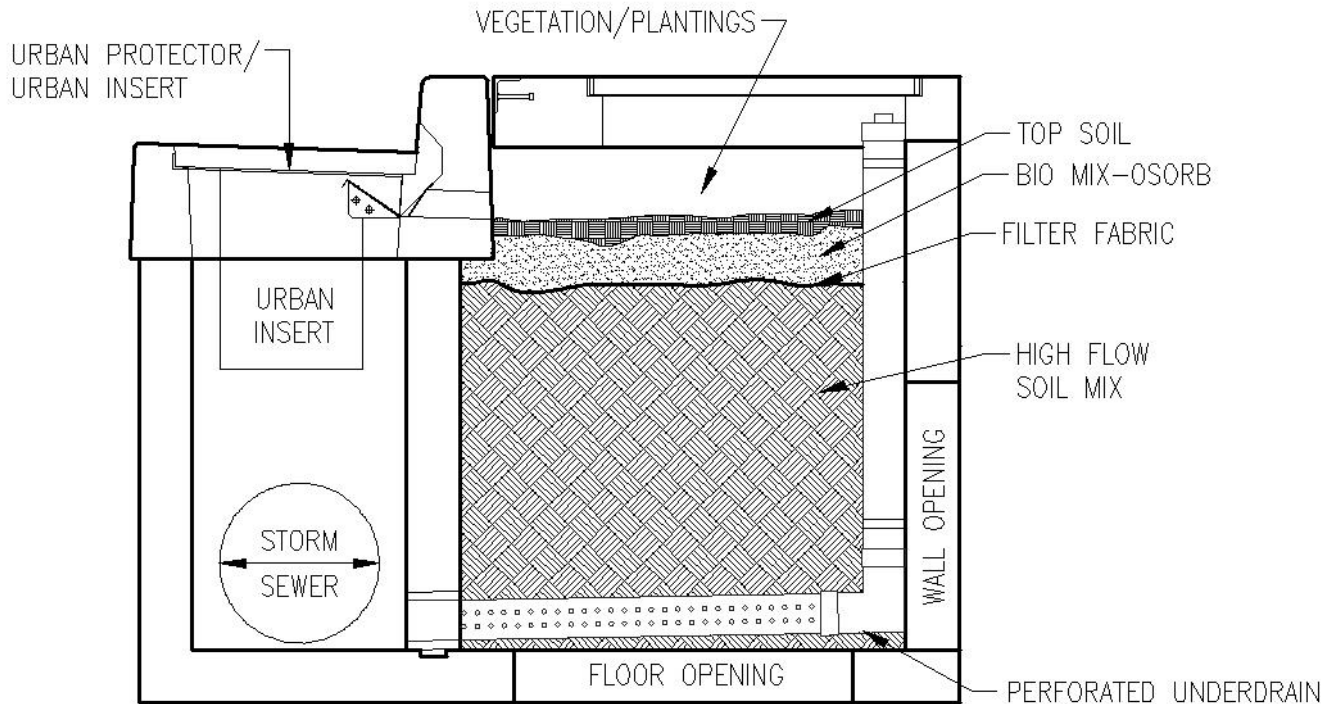 VEGETATION/PLANTINGS
URBAN PROTECTOR/
URBAN INSERT
TOP SOIL
BIO MIX-OSORB
FILTER FABRIC
URBAN
INSERT
HIGH FLOW
SOIL MIX
WALL OPENING
STORM
SEWER
FLOOR OPENING
PERFORATED UNDERDRAIN